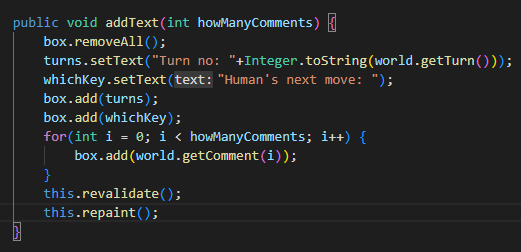 public void addText(int howManyComments) {
box.removeAll();
turns.setText("Turn no: "+Integer.toString(world.getTurn()));
whichKey.setText(text: "Human's next move: ");
box.add(turns);
box.add(whichKey);
for(int i = 0; i < howManyComments; i++) {
box.add(world.getComment(i));
}
this.revalidate();
this.repaint();
}